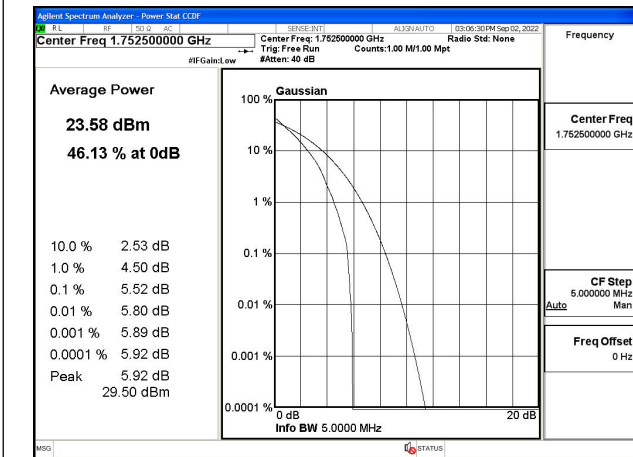 Agilent Spectrum Analyzer - Power Stat CCDF
RL RF 50 Ω AC SENSE:INT ALIGNAUTO 03:06:30 PM Sep 02, 2022
Center Freq 1.752500000 GHz
Center Freq: 1.752500000 GHz Radio Std: None
Trig: Free Run Counts:1.00 M/1.00 Mpt
#IFGain:Low #Atten: 40 dB
Frequency
Average Power
23.58 dBm
46.13 % at 0dB
10.0 % 2.53 dB
1.0 % 4.50 dB
0.1 % 5.52 dB
0.01 % 5.80 dB
0.001 % 5.89 dB
0.0001 % 5.92 dB
Peak 5.92 dB
29.50 dBm
Gaussian
100 %
10 %
1 %
0.1 %
0.01 %
0.001 %
0.0001 %
0 dB 20 dB
Info BW 5.0000 MHz
Center Freq
1.752500000 GHz
CF Step
5.000000 MHz
Auto Man
Freq Offset
0 Hz
MSG STATUS